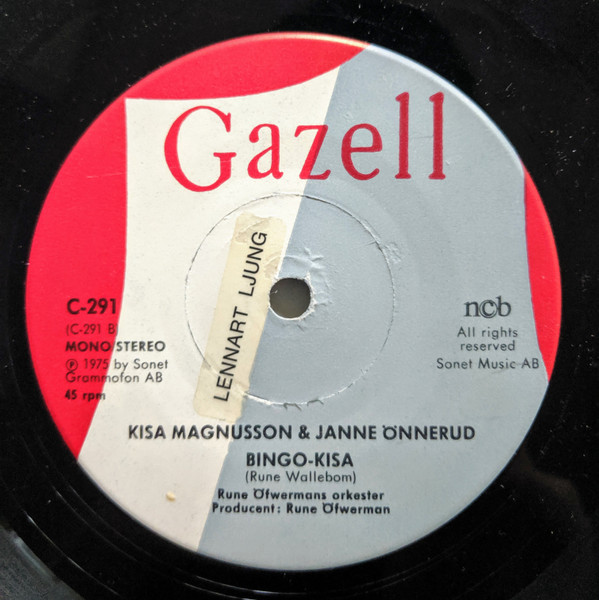 Gazell
LENNART LJUNG
C-291
(C-291 B)
MONO STEREO
℗ 1975 by Sonet
Grammofon AB
45 rpm
ncb
All rights
reserved
Sonet Music AB
KISA MAGNUSSON & JANNE ÖNNERUD
BINGO-KISA
(Rune Wallebom)
Rune Öfwermans orkester
Producent: Rune Öfwerman